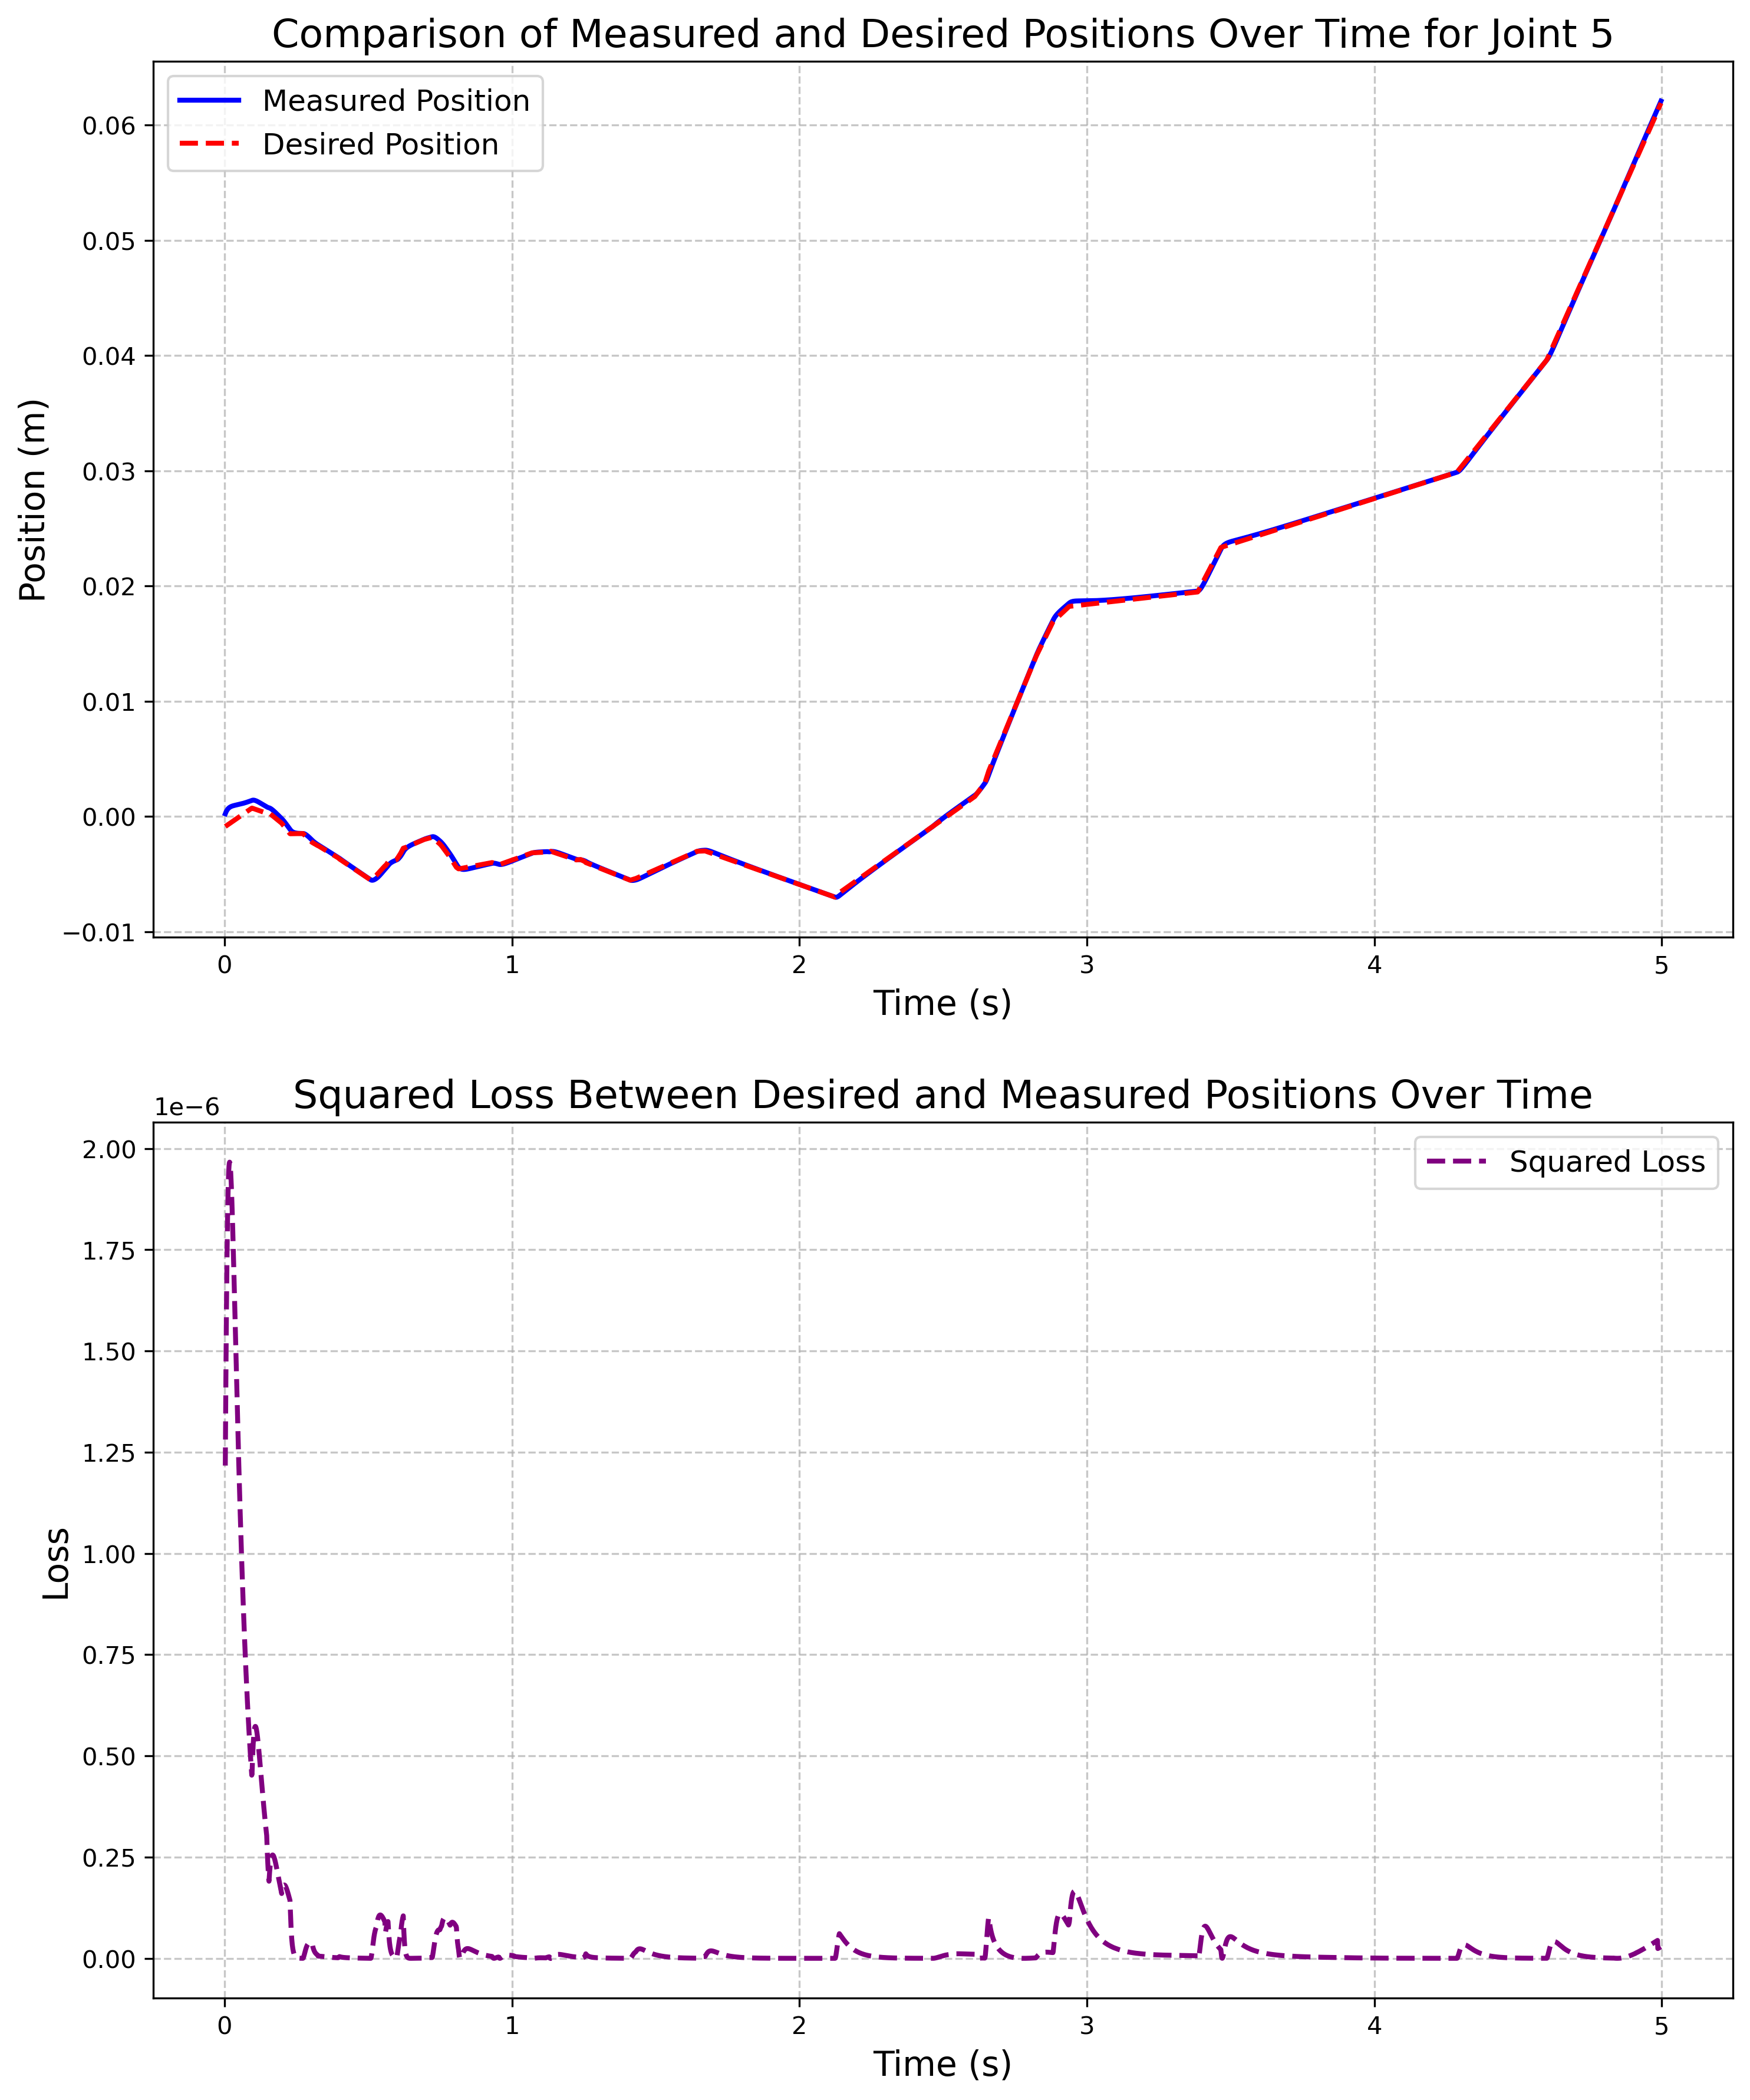 Comparison of Measured and Desired Positions Over Time for Joint 5
Measured Position
Desired Position
Position (m)
0.06
0.05
0.04
0.03
0.02
0.01
0.00
−0.01
0 1 2 3 4 5
Time (s)
Squared Loss Between Desired and Measured Positions Over Time
1e−6
Squared Loss
Loss
2.00
1.75
1.50
1.25
1.00
0.75
0.50
0.25
0.00
0 1 2 3 4 5
Time (s)